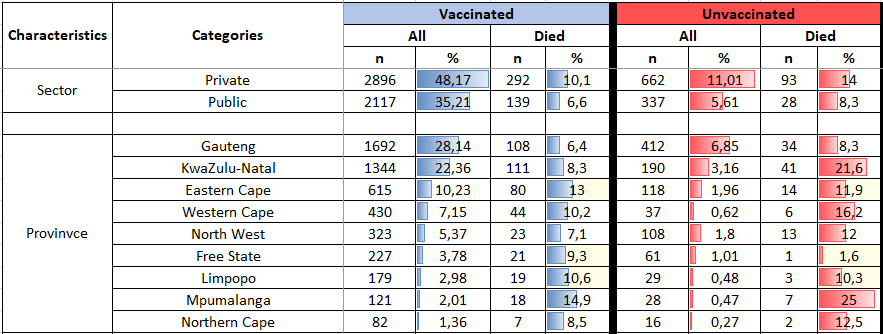 Characteristics Categories Vaccinated Unvaccinated
All Died All Died
n % n % n % n %
Sector Private 2896 48,17 292 10,1 662 11,01 93 14
Public 2117 35,21 139 6,6 337 5,61 28 8,3
Provinvce Gauteng 1692 28,14 108 6,4 412 6,85 34 8,3
KwaZulu-Natal 1344 22,36 111 8,3 190 3,16 41 21,6
Eastern Cape 615 10,23 80 13 118 1,96 14 11,9
Western Cape 430 7,15 44 10,2 37 0,62 6 16,2
North West 323 5,37 23 7,1 108 1,8 13 12
Free State 227 3,78 21 9,3 61 1,01 1 1,6
Limpopo 179 2,98 19 10,6 29 0,48 3 10,3
Mpumalanga 121 2,01 18 14,9 28 0,47 7 25
Northern Cape 82 1,36 7 8,5 16 0,27 2 12,5